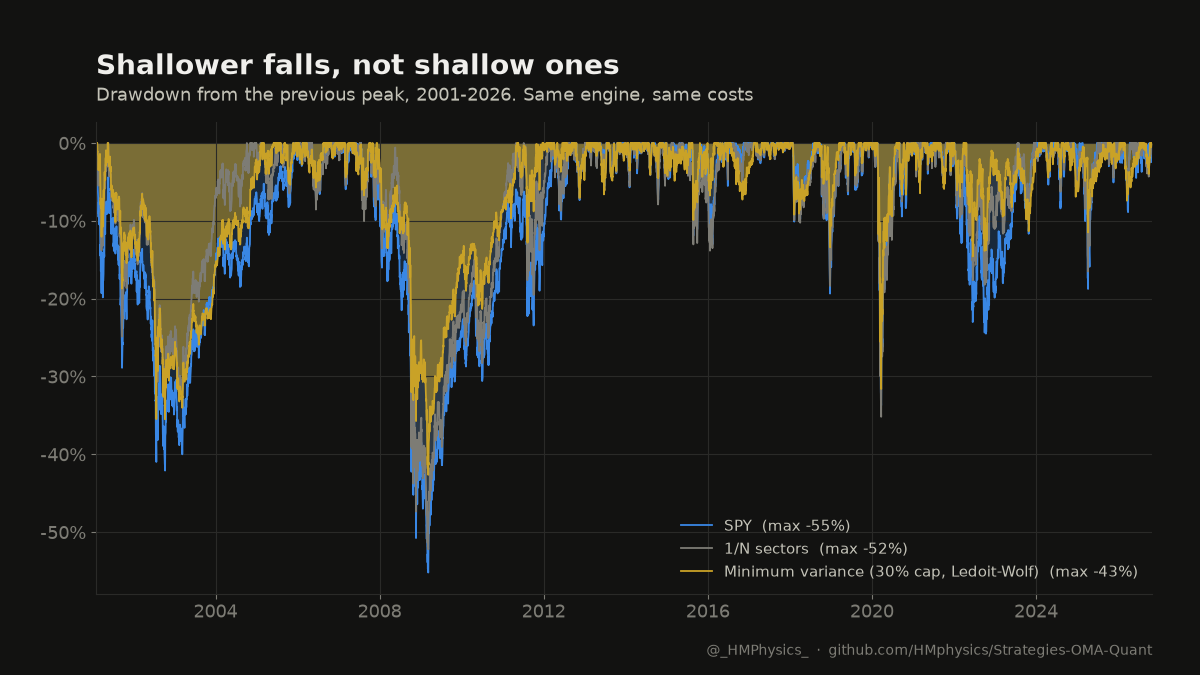 Shallower falls, not shallow ones
Drawdown from the previous peak, 2001-2026. Same engine, same costs
0%
-10%
-20%
-30%
-40%
-50%
SPY (max -55%)
1/N sectors (max -52%)
Minimum variance (30% cap, Ledoit-Wolf) (max -43%)
2004 2008 2012 2016 2020 2024
@_HMPhysics_ · github.com/HMphysics/Strategies-OMA-Quant